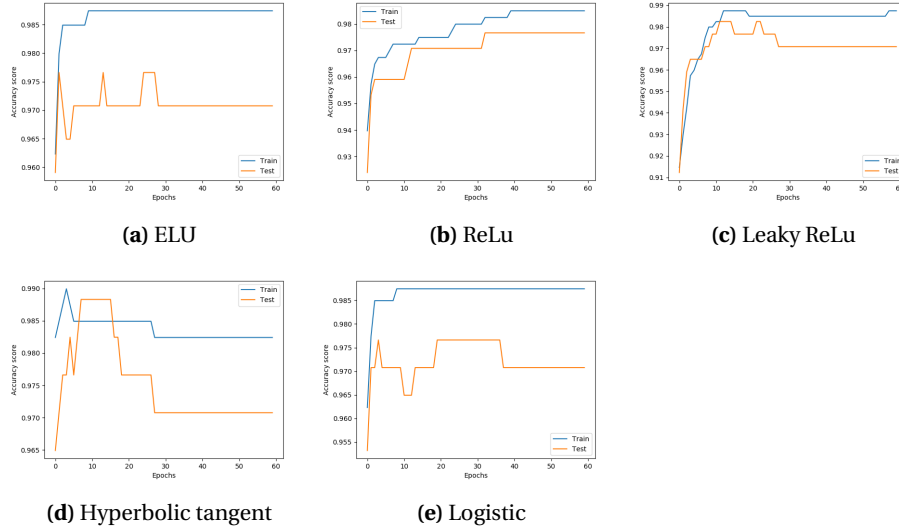 Accuracy score
0.985
0.980
0.975
0.970
0.965
0.960
0 10 20 30 40 50 60
Epochs
Train
Test
(a) ELU
Accuracy score
0.98
0.97
0.96
0.95
0.94
0.93
0 10 20 30 40 50 60
Epochs
Train
Test
(b) ReLu
Accuracy score
0.99
0.98
0.97
0.96
0.95
0.94
0.93
0.92
0.91
0 10 20 30 40 50 60
Epochs
Train
Test
(c) Leaky ReLu
Accuracy score
0.990
0.985
0.980
0.975
0.970
0.965
0 10 20 30 40 50 60
Epochs
Train
Test
(d) Hyperbolic tangent
Accuracy score
0.985
0.980
0.975
0.970
0.965
0.960
0.955
0 10 20 30 40 50 60
Epochs
Train
Test
(e) Logistic